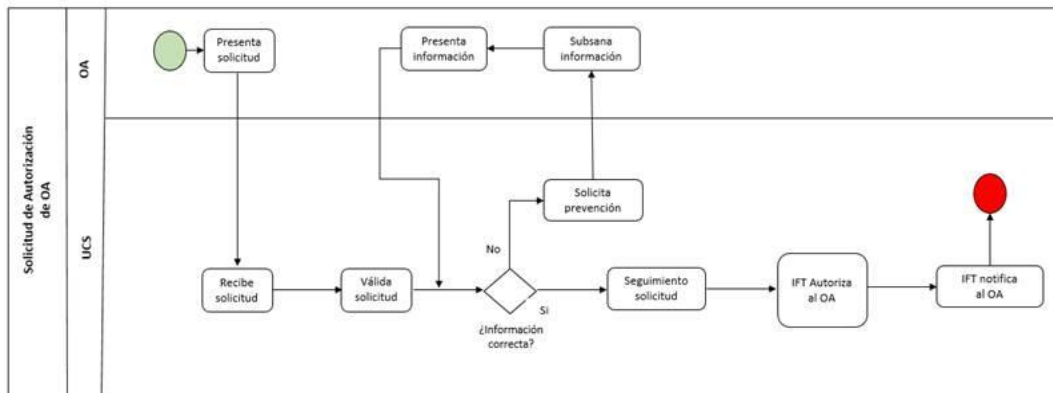 Solicitud de Autorización
de OA
OA
UCS
Presenta
solicitud
Presenta
información
Subsana
información
Solicita
prevención
No
Recibe
solicitud
Válida
solicitud
¿Información
correcta?
Si
Seguimiento
solicitud
IFT Autoriza
al OA
IFT notifica
al OA